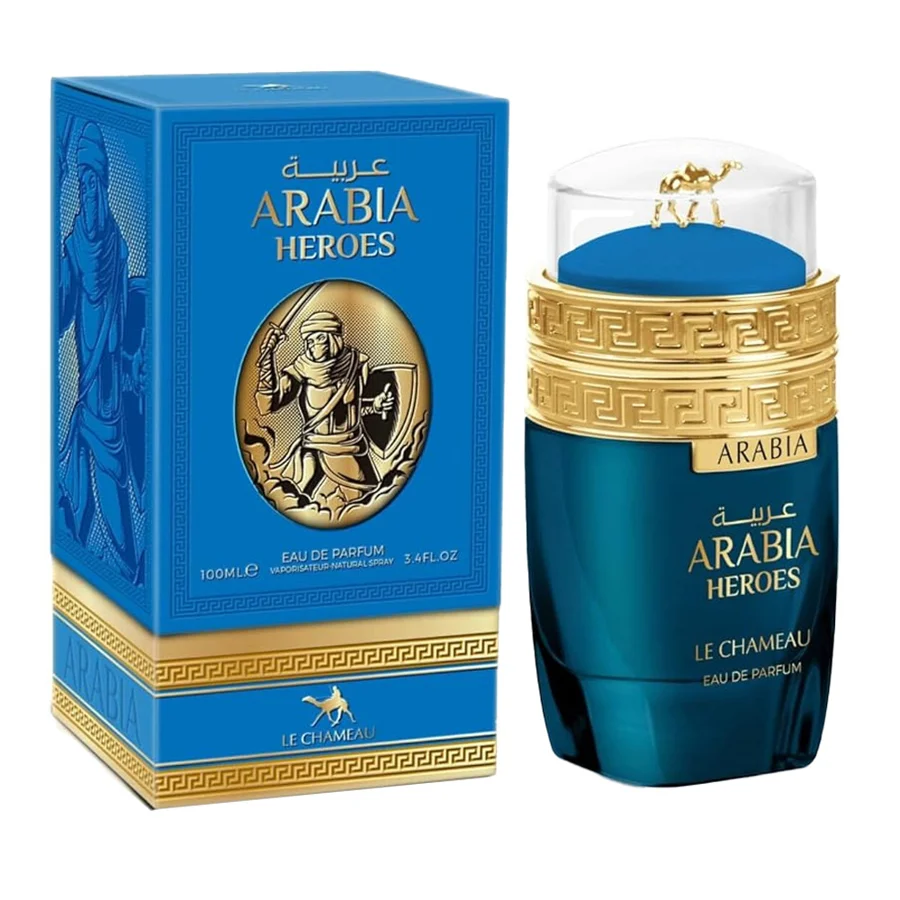 عربية
ARABIA
HEROES
EAU DE PARFUM
100ML.e VAPORISATEUR-NATURAL SPRAY 3.4FL.OZ
ARABIA
LE CHAMEAU
ARABIA
عربية
ARABIA
HEROES
LE CHAMEAU
EAU DE PARFUM